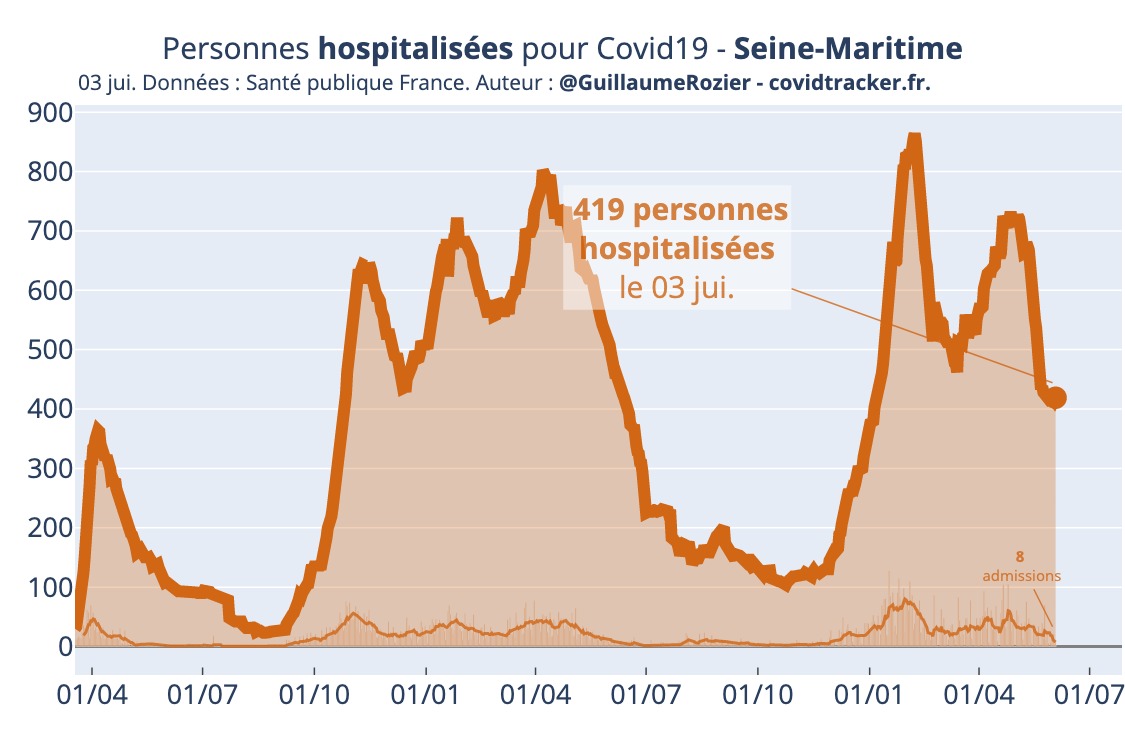 Personnes hospitalisées pour Covid19 - Seine-Maritime
03 jui. Données : Santé publique France. Auteur : @GuillaumeRozier - covidtracker.fr.
900
800
700
600
500
400
300
200
100
0
419 personnes
hospitalisées
le 03 jui.
8
admissions
01/04 01/07 01/10 01/01 01/04 01/07 01/10 01/01 01/04 01/07